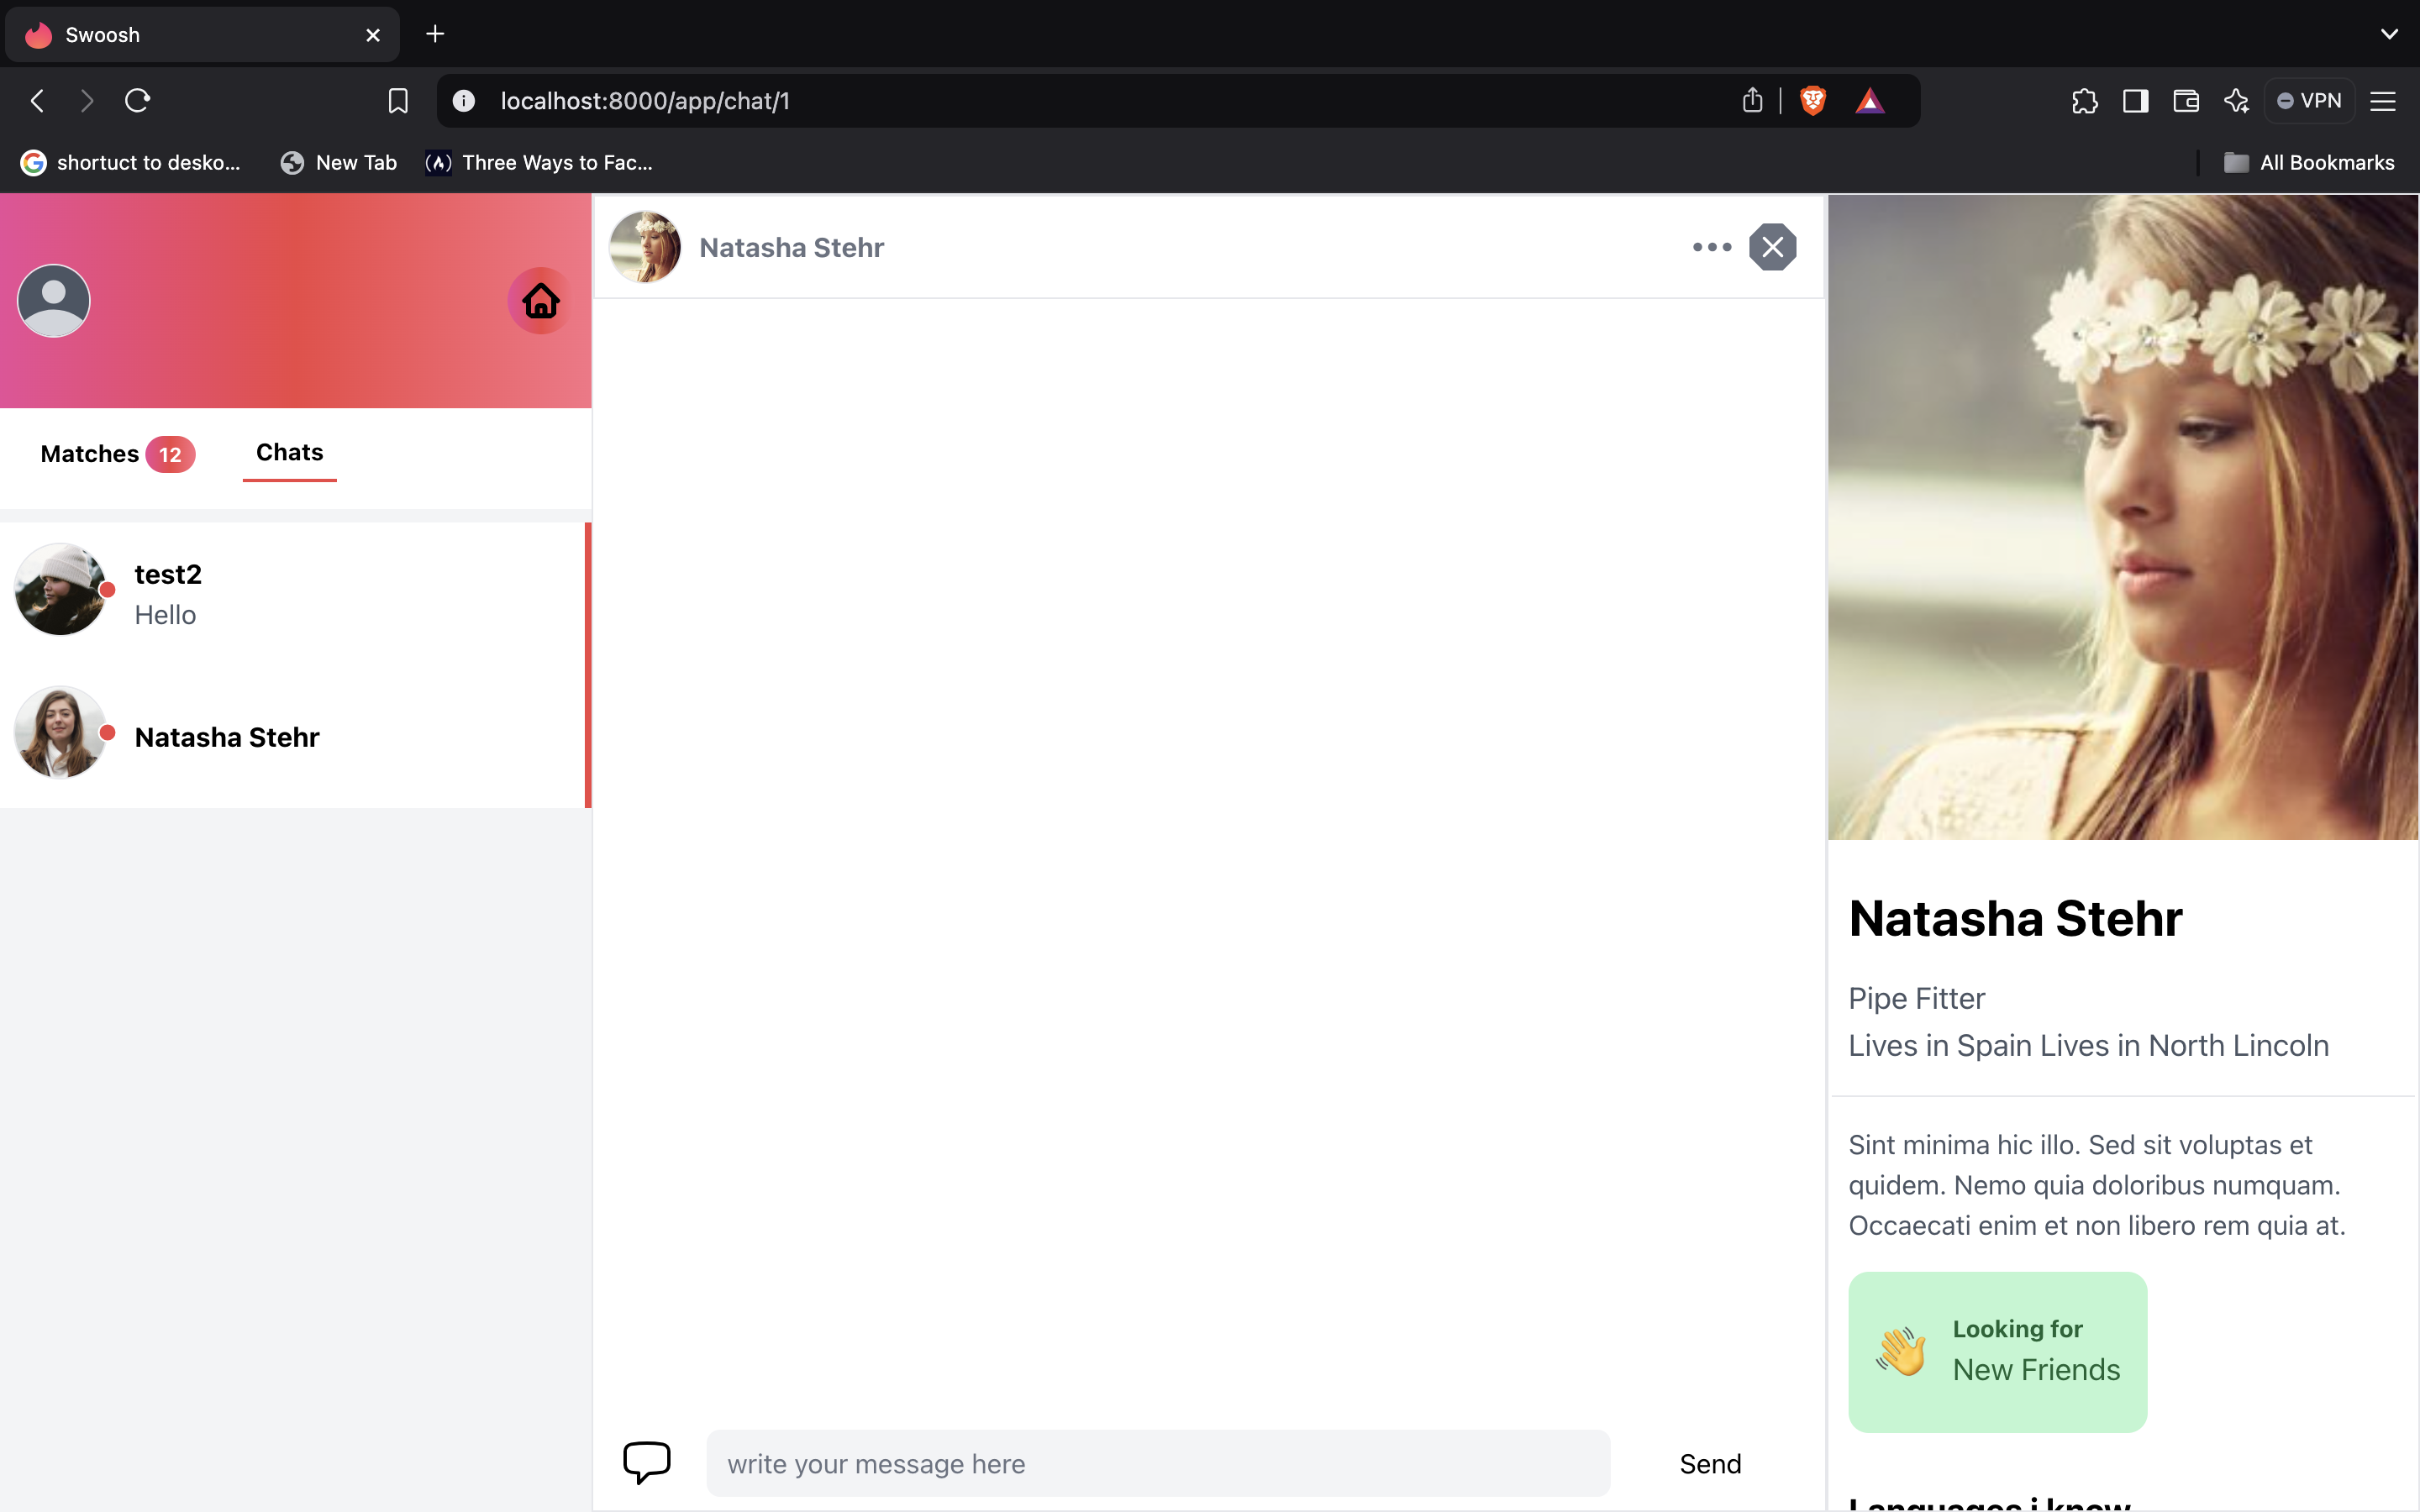 Swoosh
localhost:8000/app/chat/1
VPN
shortuct to desko...
New Tab
Three Ways to Fac...
All Bookmarks
Matches 12
Chats
test2
Hello
Natasha Stehr
Natasha Stehr
write your message here
Send
Natasha Stehr
Pipe Fitter
Lives in Spain Lives in North Lincoln
Sint minima hic illo. Sed sit voluptas et
quidem. Nemo quia doloribus numquam.
Occaecati enim et non libero rem quia at.
Looking for
New Friends
Languages i know